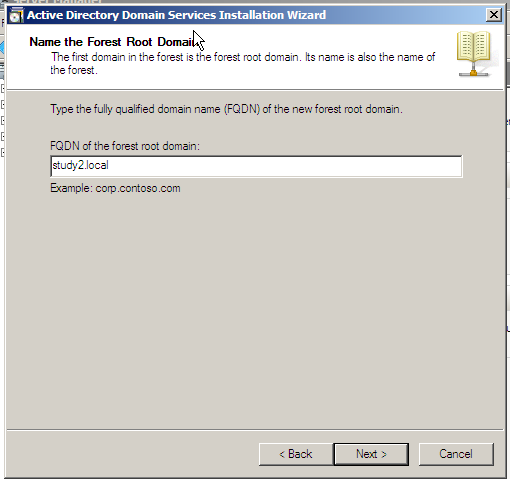 Active Directory Domain Services Installation Wizard
Name the Forest Root Domain
The first domain in the forest is the forest root domain. Its name is also the name of
the forest.
Type the fully qualified domain name (FQDN) of the new forest root domain.
FQDN of the forest root domain:
study2.local
Example: corp.contoso.com
< Back
Next >
Cancel